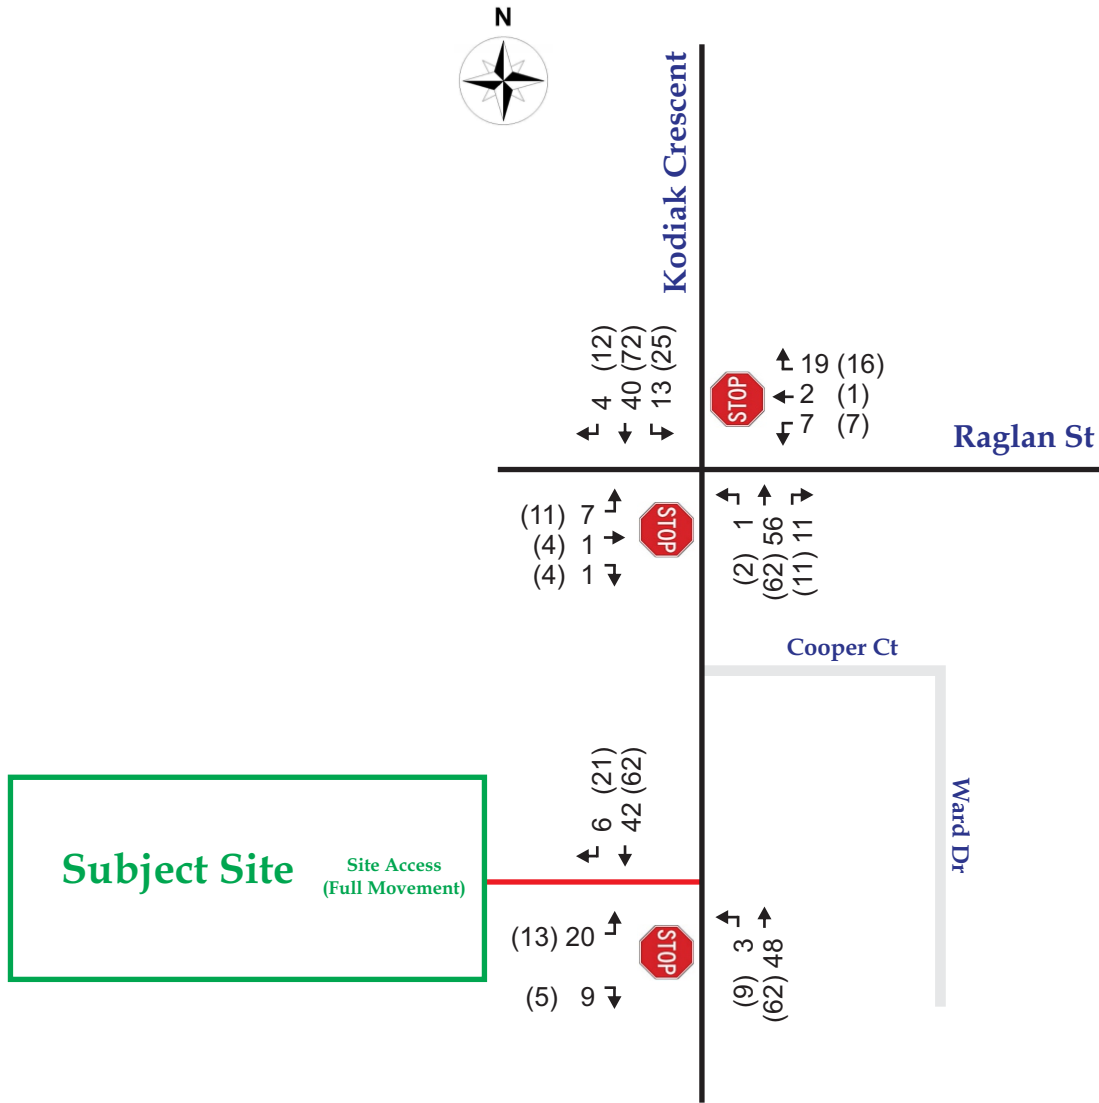 N
Kodiak Crescent
4 (12)
40 (72)
13 (25)
STOP
19 (16)
2 (1)
7 (7)
Raglan St
(11) 7
(4) 1
(4) 1
STOP
(2) 1
(62) 56
(11) 11
Cooper Ct
Ward Dr
6 (21)
42 (62)
Subject Site
Site Access
(Full Movement)
(13) 20
(5) 9
STOP
(9) 3
(62) 48